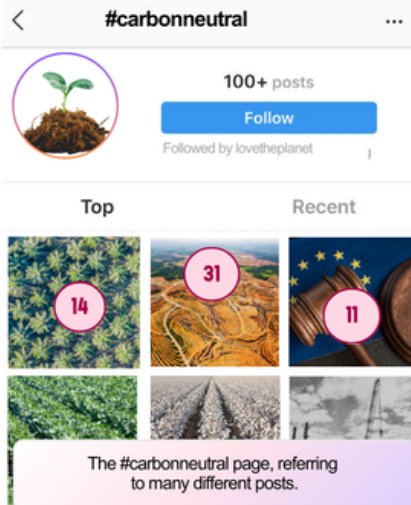 #carbonneutral
100+ posts
Follow
Followed by lovetheplanet
Top
Recent
14
31
11
The #carbonneutral page, referring
to many different posts.